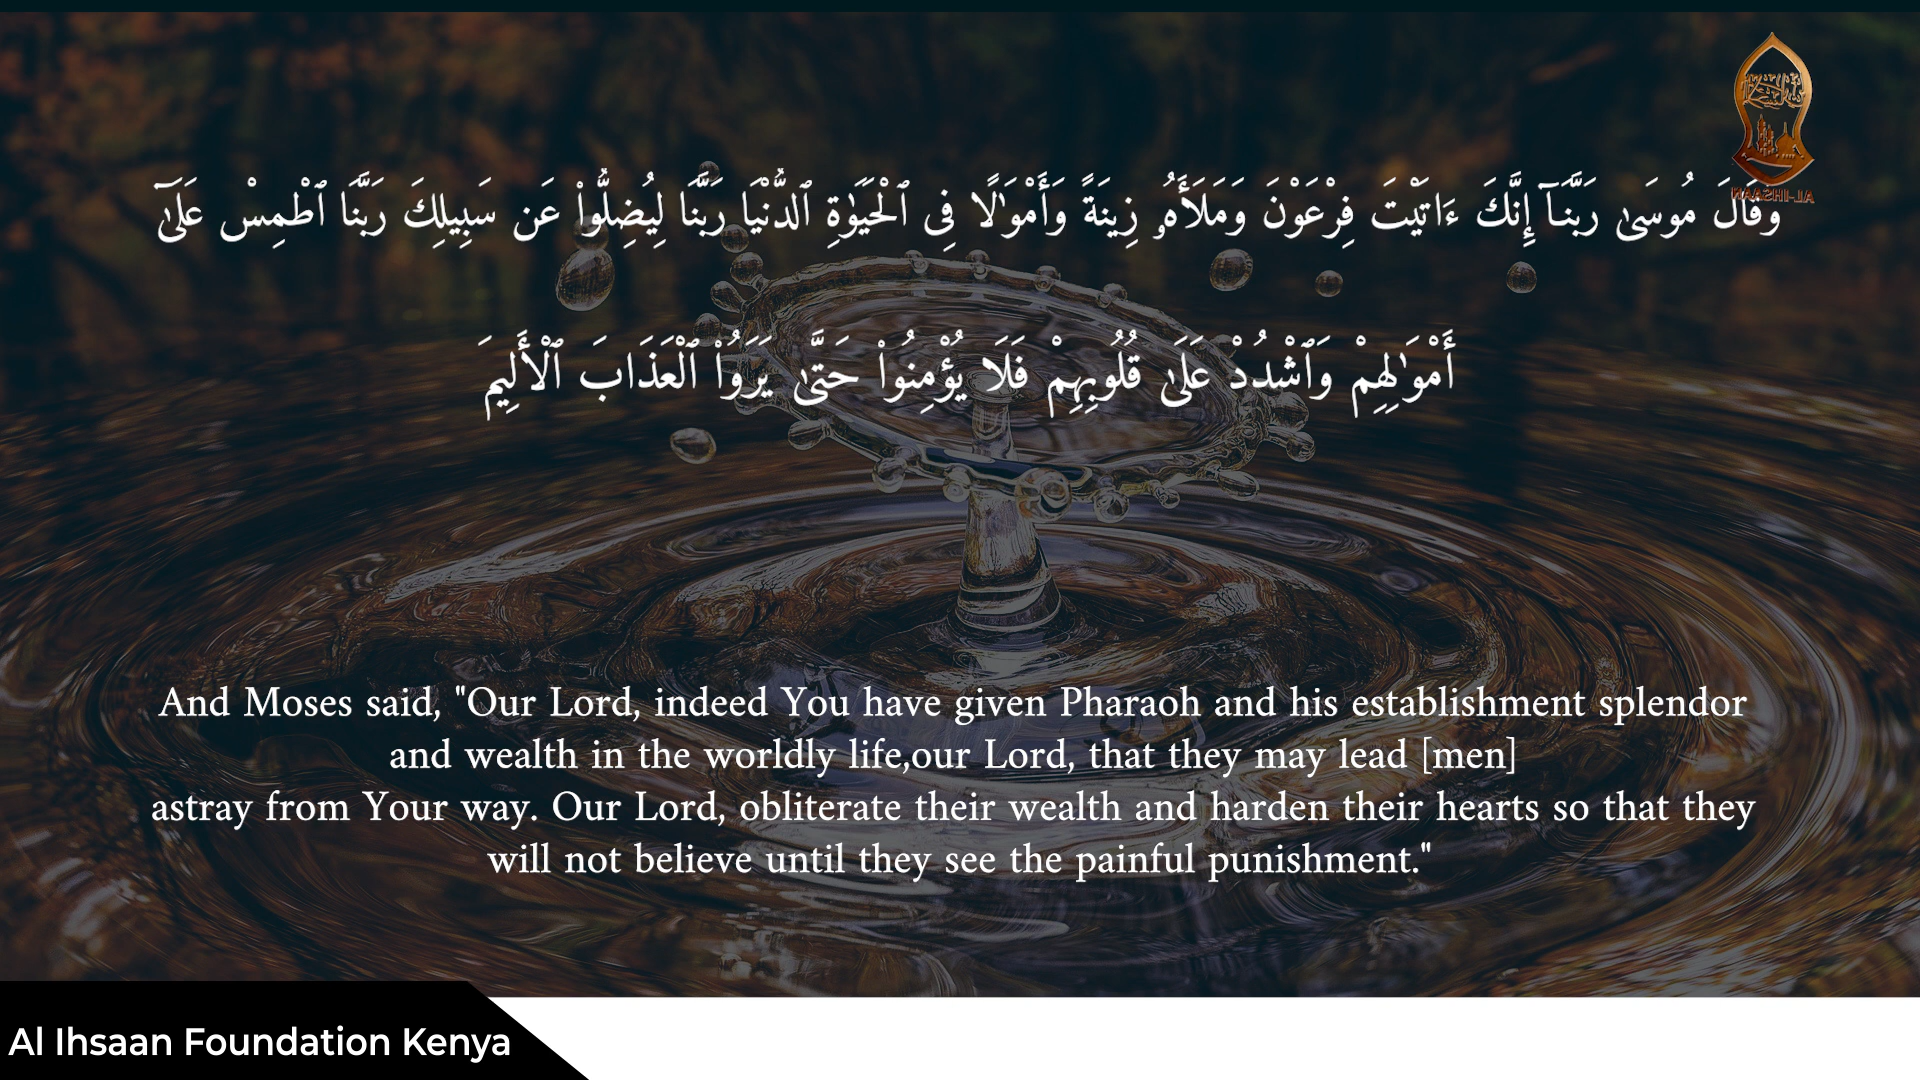 وَقَالَ مُوسَىٰ رَبَّنَآ إِنَّكَ ءَاتَيْتَ فِرْعَوْنَ وَمَلَأَهُۥ زِينَةً وَأَمْوَٰلًا فِى ٱلْحَيَوٰةِ ٱلدُّنْيَا رَبَّنَا لِيُضِلُّوا۟ عَن سَبِيلِكَ رَبَّنَا ٱطْمِسْ عَلَىٰٓ
أَمْوَٰلِهِمْ وَٱشْدُدْ عَلَىٰ قُلُوبِهِمْ فَلَا يُؤْمِنُوا۟ حَتَّىٰ يَرَوُا۟ ٱلْعَذَابَ ٱلْأَلِيمَ
And Moses said, "Our Lord, indeed You have given Pharaoh and his establishment splendor
and wealth in the worldly life,our Lord, that they may lead [men]
astray from Your way. Our Lord, obliterate their wealth and harden their hearts so that they
will not believe until they see the painful punishment."
Al Ihsaan Foundation Kenya